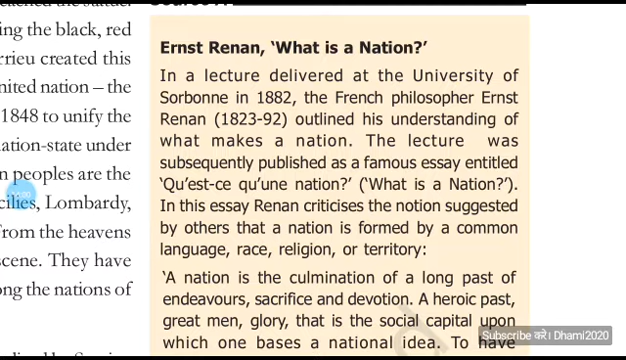 ing the black, red
rrieu created this
nited nation – the
1848 to unify the
ation-state under
n peoples are the
cilies, Lombardy,
From the heavens
scene. They have
ong the nations of
Ernst Renan, ‘What is a Nation?’
In a lecture delivered at the University of
Sorbonne in 1882, the French philosopher Ernst
Renan (1823-92) outlined his understanding of
what makes a nation. The lecture was
subsequently published as a famous essay entitled
‘Qu’est-ce qu’une nation?’ (‘What is a Nation?’).
In this essay Renan criticises the notion suggested
by others that a nation is formed by a common
language, race, religion, or territory:
‘A nation is the culmination of a long past of
endeavours, sacrifice and devotion. A heroic past,
great men, glory, that is the social capital upon
which one bases a national idea. To have
Subscribe करे। Dhami2020